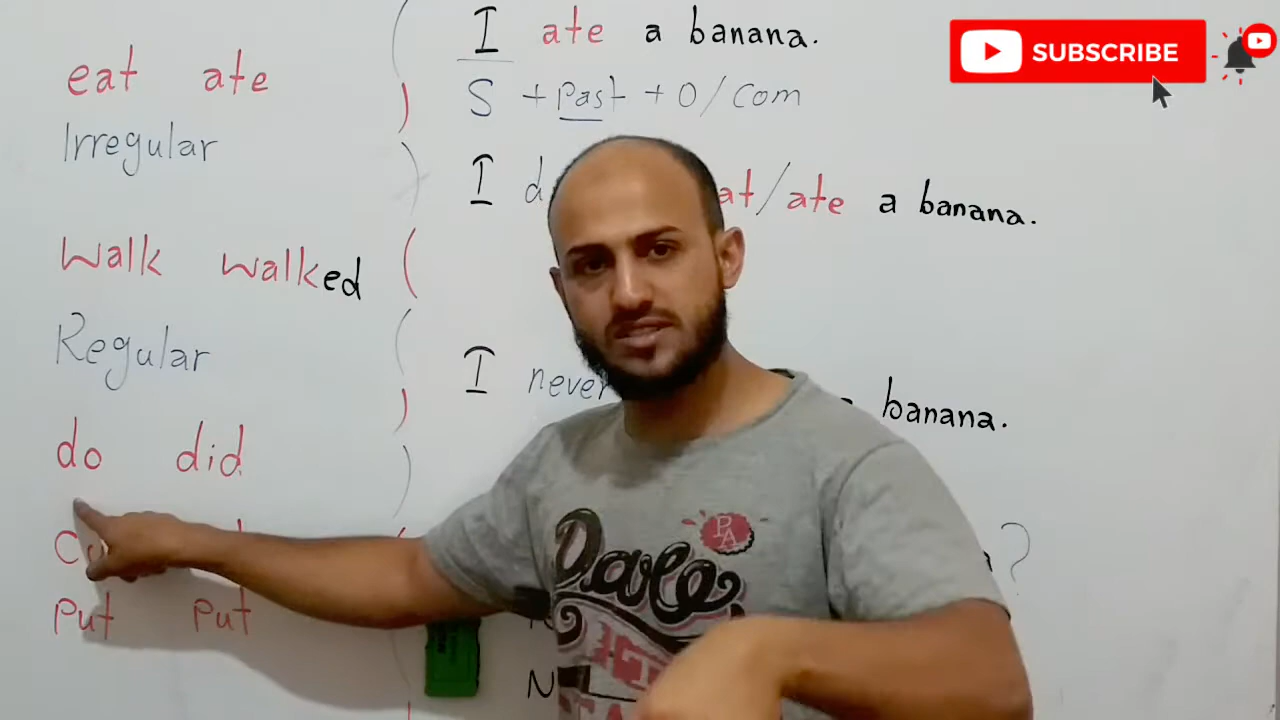 eat ate
Irregular
walk walked
Regular
do did
put put
I ate a banana.
S + past + O / com
I /ate a banana.
I never banana.
?
N
SUBSCRIBE
PA